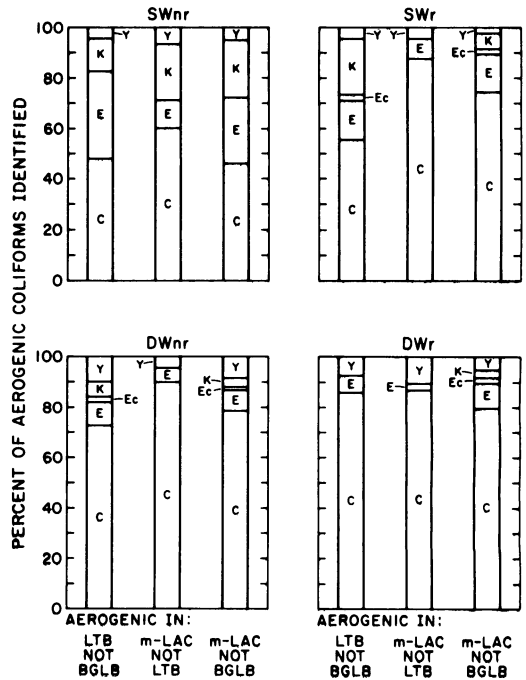 PERCENT OF AEROGENIC COLIFORMS IDENTIFIED
SWnr
100
80
60
40
20
0
K
E
C
Y
Y
K
E
C
Y
K
E
C
SWr
K
E
C
Y
Ec
Y
E
C
Y
K
Ec
E
C
DWnr
100
80
60
40
20
0
Y
K
Ec
E
C
Y
E
C
Y
K
Ec
E
C
DWr
Y
E
C
Y
E
C
Y
K
Ec
E
C
AEROGENIC IN:
LTB
NOT
BGLB
m-LAC
NOT
LTB
m-LAC
NOT
BGLB
AEROGENIC IN:
LTB
NOT
BGLB
m-LAC
NOT
LTB
m-LAC
NOT
BGLB